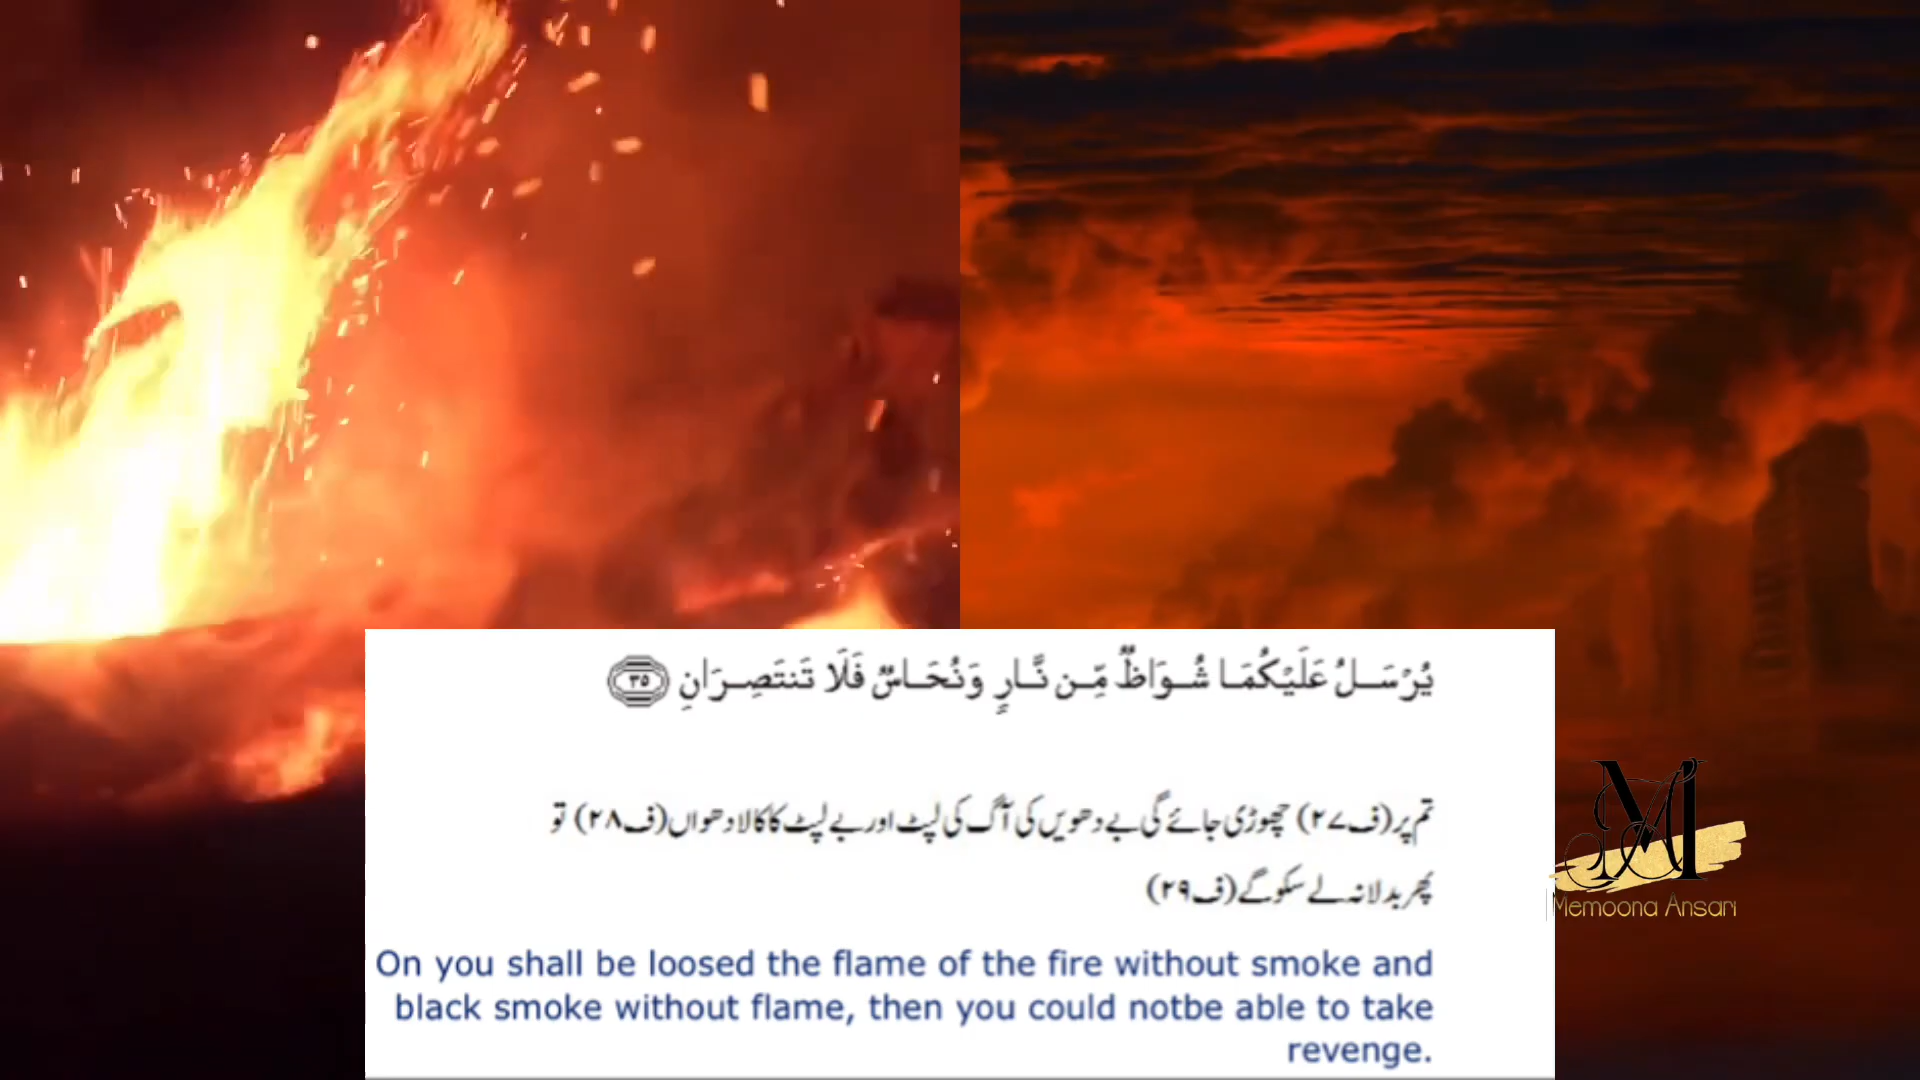 يُرْسَلُ عَلَيْكُمَا شُوَاظٌ مِّن نَّارٍ وَنُحَاسٌ فَلَا تَنتَصِرَانِ ٣٥
تم پر(ف۲۷) چھوڑی جائے گی بے دھویں کی آگ کی لپٹ اور بے لپٹ کا کالا دھواں(ف۲۸) تو
پھر بدلا نہ لے سکو گے(ف۲۹)
On you shall be loosed the flame of the fire without smoke and
black smoke without flame, then you could notbe able to take
revenge.
M
Memoona Ansari